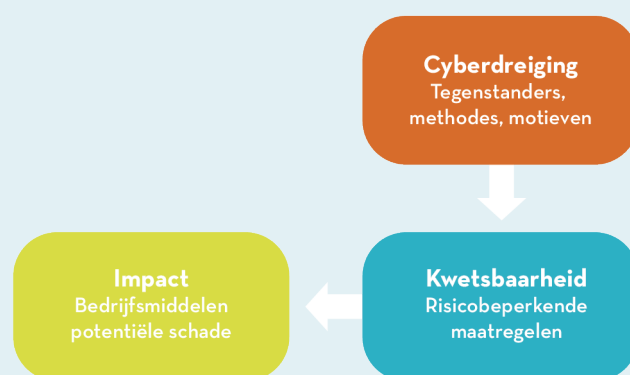 Cyberdreiging
Tegenstanders,
methodes, motieven
Impact
Bedrijfsmiddelen
potentiële schade
Kwetsbaarheid
Risicobeperkende
maatregelen